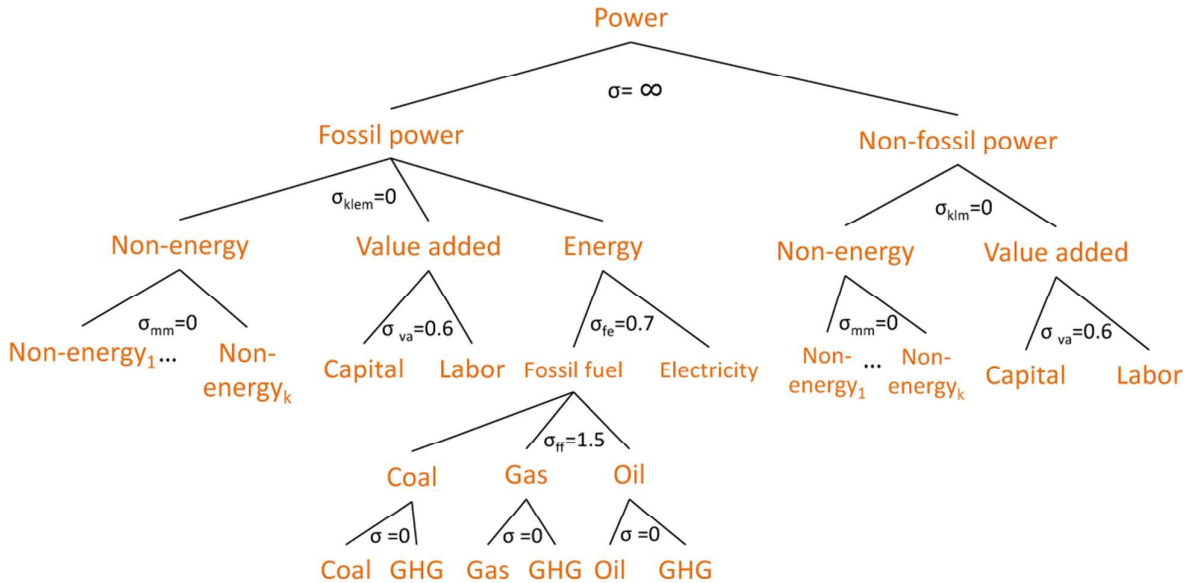 Power
σ= ∞
Fossil power
Non-fossil power
σklem=0
σklm=0
Non-energy
Value added
Energy
Non-energy
Value added
σmm=0
σ va=0.6
σfe=0.7
σmm=0
σ va=0.6
Non-energy1 ...
Non-
energyk
Capital
Labor
Fossil fuel
Electricity
Non-
energy1
...
Non-
energyk
Capital
Labor
σff=1.5
Coal
Gas
Oil
σ =0
σ =0
σ =0
Coal
GHG
Gas
GHG
Oil
GHG